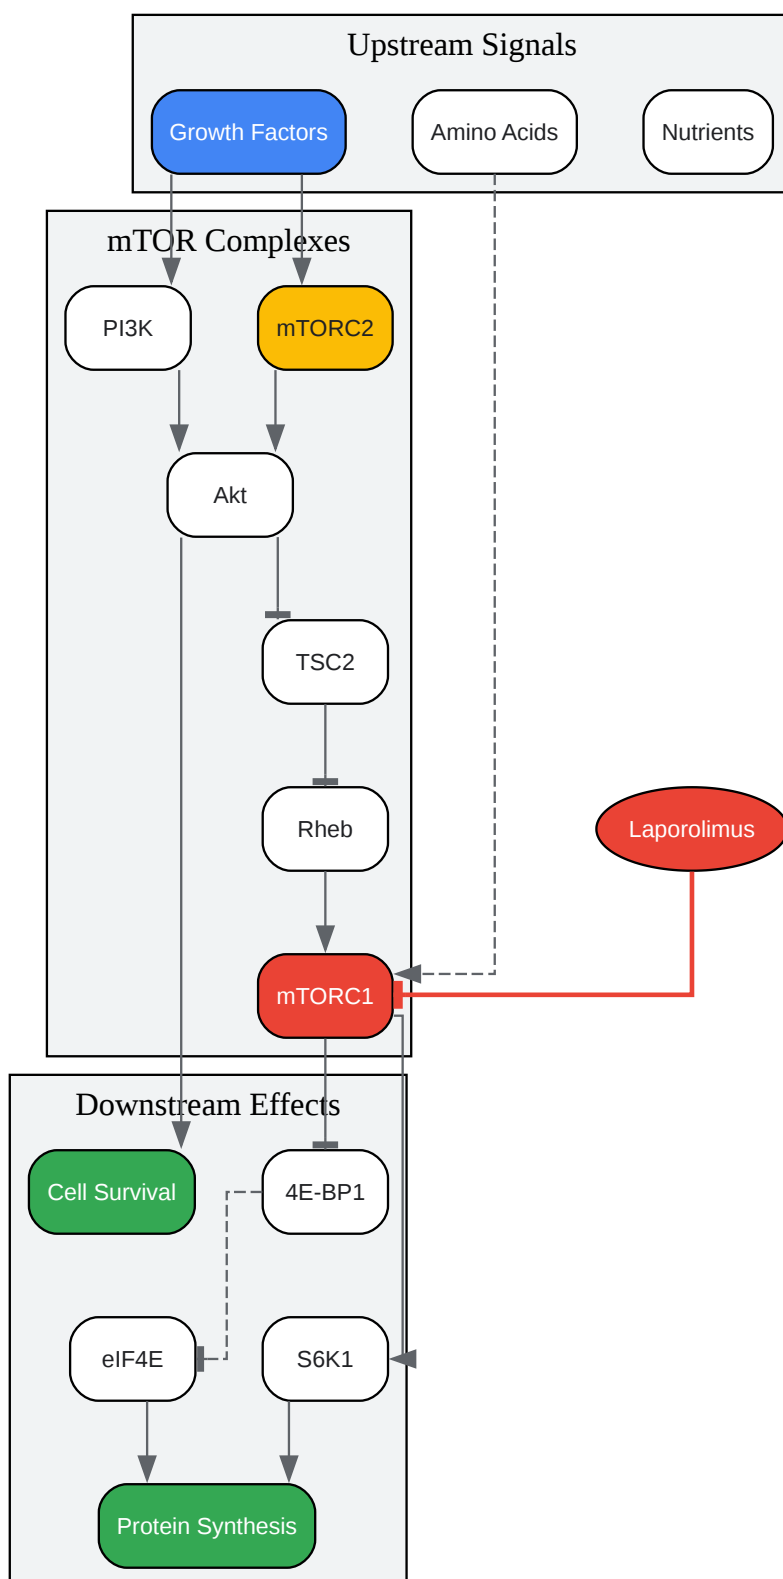 Upstream Signals
Growth Factors
Amino Acids
Nutrients
mTOR Complexes
PI3K
mTORC2
Akt
TSC2
Rheb
Laporolimus
mTORC1
Downstream Effects
Cell Survival
4E-BP1
eIF4E
S6K1
Protein Synthesis